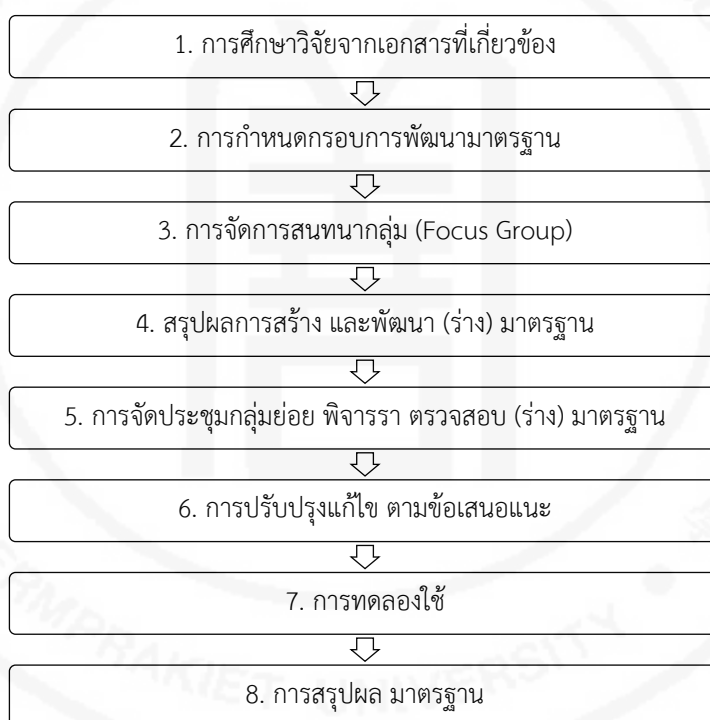 1. การศึกษาวิจัยจากเอกสารที่เกี่ยวข้อง
2. การกำหนดกรอบการพัฒนามาตรฐาน
3. การจัดการสนทนากลุ่ม (Focus Group)
4. สรุปผลการสร้าง และพัฒนา (ร่าง) มาตรฐาน
5. การจัดประชุมกลุ่มย่อย พิจารรา ตรวจสอบ (ร่าง) มาตรฐาน
6. การปรับปรุงแก้ไข ตามข้อเสนอแนะ
7. การทดลองใช้
8. การสรุปผล มาตรฐาน